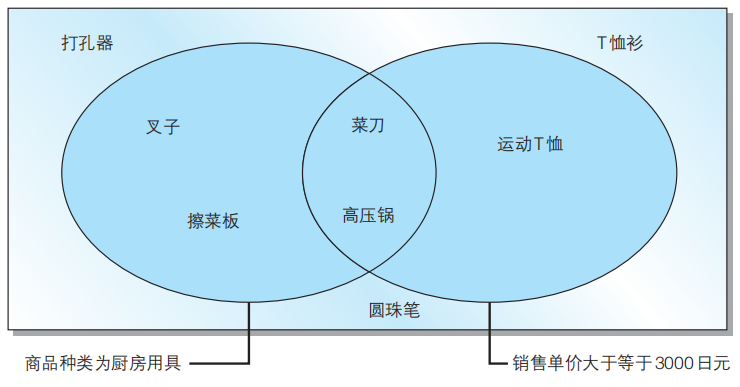 打孔器
T恤衫
叉子
菜刀
运动T恤
擦菜板
高压锅
圆珠笔
商品种类为厨房用具
销售单价大于等于3000日元